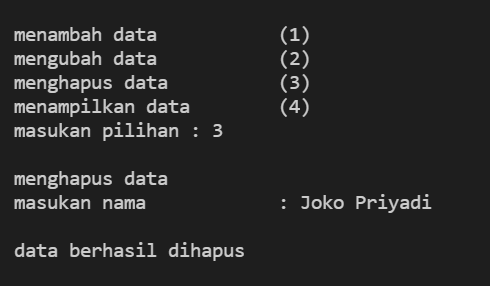 menambah data (1)
mengubah data (2)
menghapus data (3)
menampilkan data (4)
masukan pilihan : 3
menghapus data
masukan nama : Joko Priyadi
data berhasil dihapus